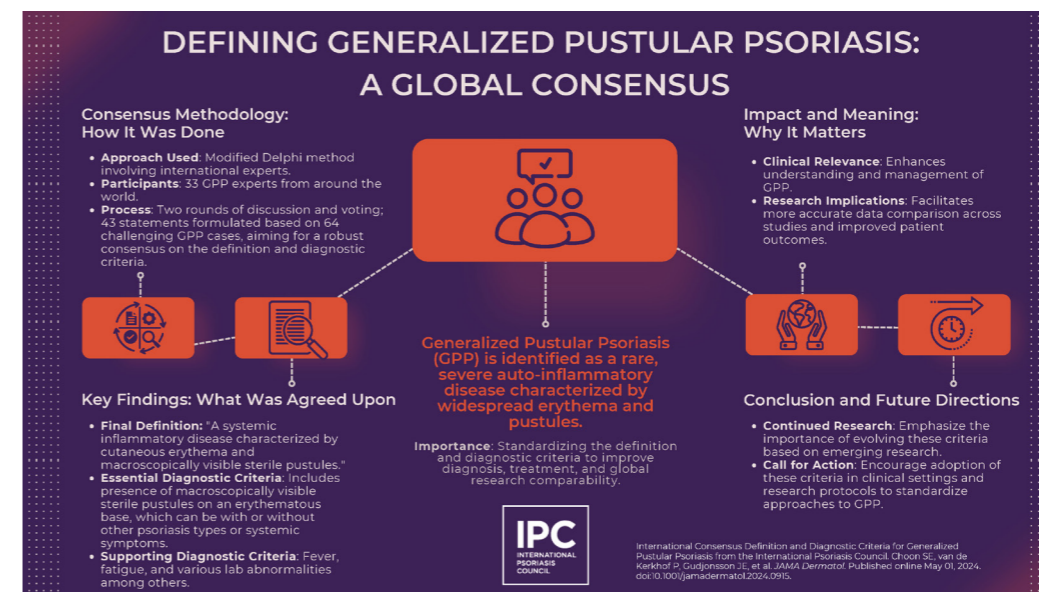 DEFINING GENERALIZED PUSTULAR PSORIASIS:
A GLOBAL CONSENSUS
Consensus Methodology:
How It Was Done
• Approach Used: Modified Delphi method
involving international experts.
• Participants: 33 GPP experts from around the
world.
• Process: Two rounds of discussion and voting;
43 statements formulated based on 64
challenging GPP cases, aiming for a robust
consensus on the definition and diagnostic
criteria.
Key Findings: What Was Agreed Upon
• Final Definition: "A systemic
inflammatory disease characterized by
cutaneous erythema and
macroscopically visible sterile pustules."
• Essential Diagnostic Criteria: Includes
presence of macroscopically visible
sterile pustules on an erythematous
base, which can be with or without
other psoriasis types or systemic
symptoms.
• Supporting Diagnostic Criteria: Fever,
fatigue, and various lab abnormalities
among others.
Generalized Pustular Psoriasis
(GPP) is identified as a rare,
severe auto-inflammatory
disease characterized by
widespread erythema and
pustules.
Importance: Standardizing the definition
and diagnostic criteria to improve
diagnosis, treatment, and global
research comparability.
IPC
INTERNATIONAL
PSORIASIS
COUNCIL
Impact and Meaning:
Why It Matters
• Clinical Relevance: Enhances
understanding and management of
GPP.
• Research Implications: Facilitates
more accurate data comparison across
studies and improved patient
outcomes.
Conclusion and Future Directions
• Continued Research: Emphasize the
importance of evolving these criteria
based on emerging research.
• Call for Action: Encourage adoption of
these criteria in clinical settings and
research protocols to standardize
approaches to GPP.
International Consensus Definition and Diagnostic Criteria for Generalized
Pustular Psoriasis from the International Psoriasis Council. Choon SE, van de
Kerkhof P, Gudjonsson JE, et al. JAMA Dermatol. Published online May 01, 2024.
doi:10.1001/jamadermatol.2024.0915.